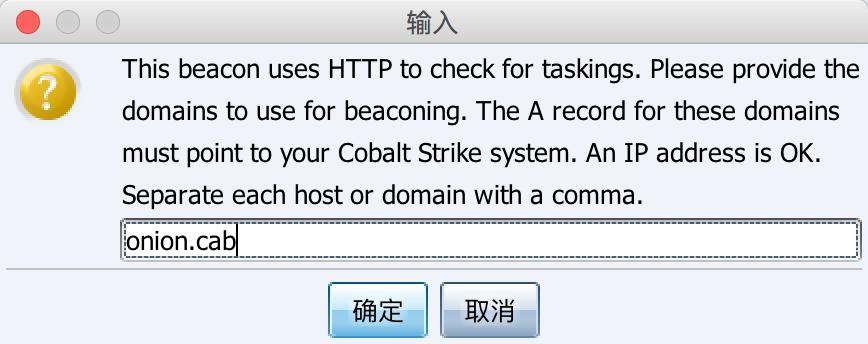 输入
This beacon uses HTTP to check for taskings. Please provide the
domains to use for beaconing. The A record for these domains
must point to your Cobalt Strike system. An IP address is OK.
Separate each host or domain with a comma.
onion.cab
确定 取消